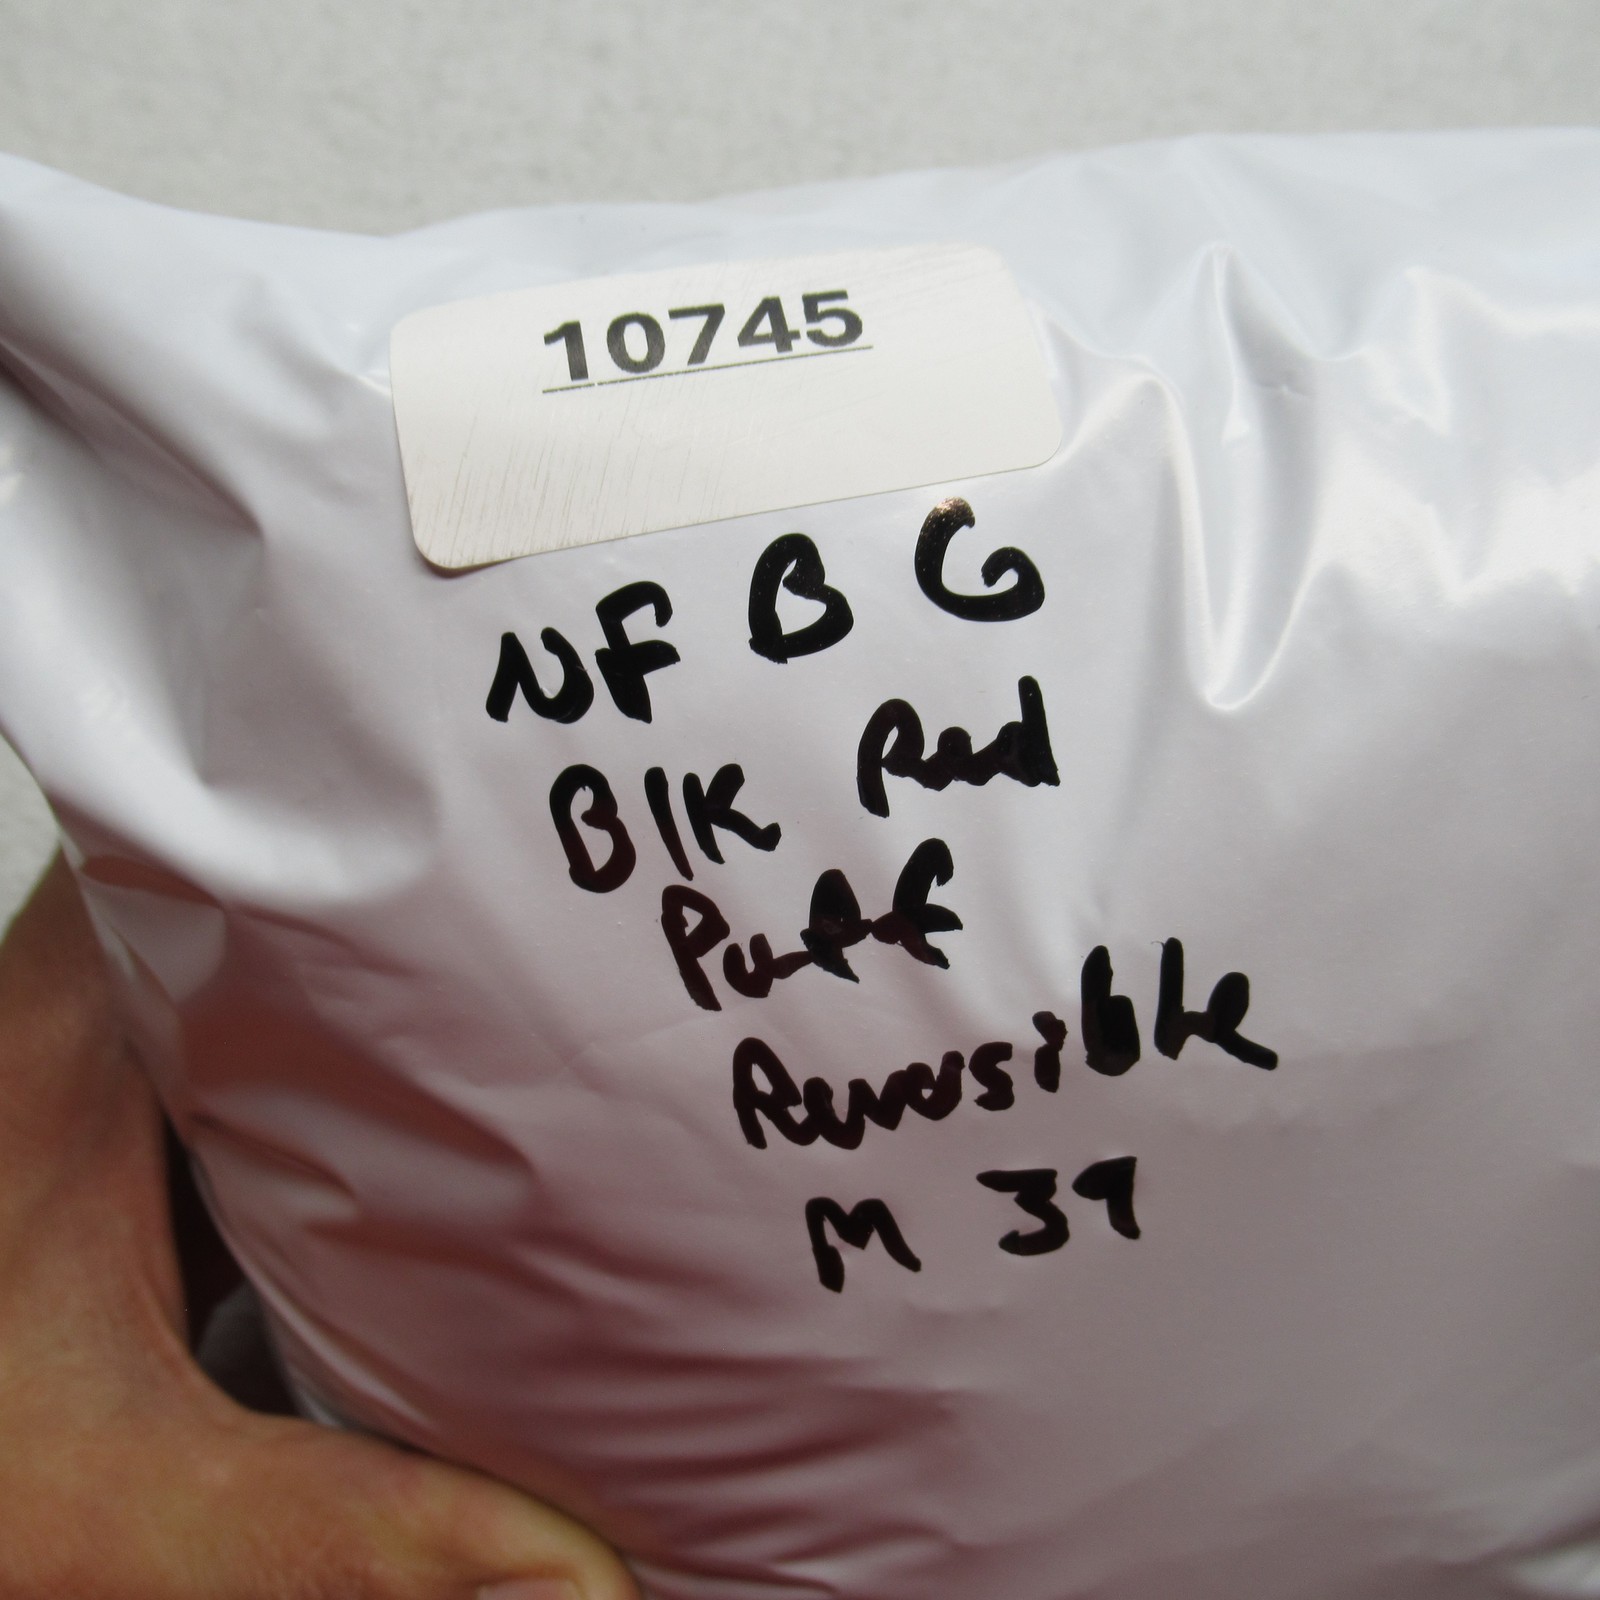 10745
NF B G
Blk Red
Puff
Reversible
M 39